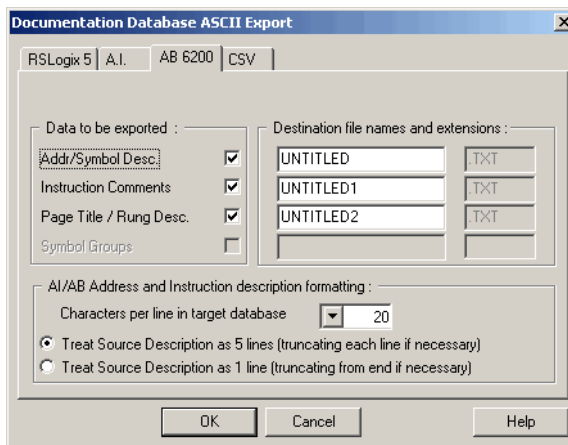 Documentation Database ASCII Export
RSLogix 5 A.I. AB 6200 CSV
Data to be exported :
Addr/Symbol Desc.
Instruction Comments
Page Title / Rung Desc.
Symbol Groups
Destination file names and extensions :
UNTITLED .TXT
UNTITLED1 .TXT
UNTITLED2 .TXT
AI/AB Address and Instruction description formatting :
Characters per line in target database 20
Treat Source Description as 5 lines (truncating each line if necessary)
Treat Source Description as 1 line (truncating from end if necessary)
OK Cancel Help